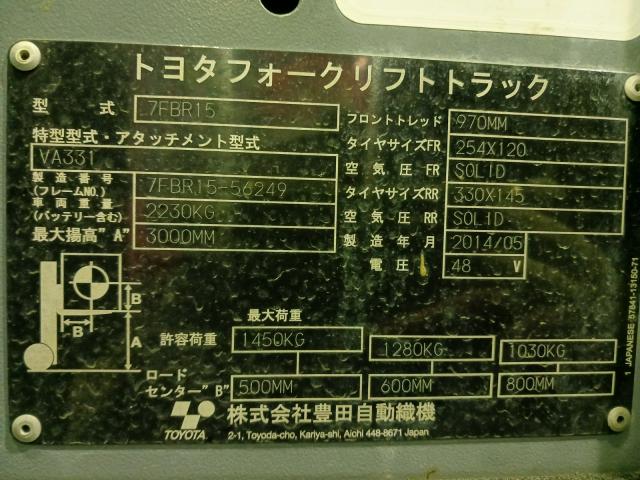 トヨタフォークリフトトラック
型 式 7FBR15
特型型式・アタッチメント型式
VA331
製造番号 (フレームNO.) 7FBR15-56249
車両重量 (バッテリー含む) 2230KG
最大揚高"A" 3000MM
フロントトレッド 970MM
タイヤサイズFR 254X120
空気圧FR SOLID
タイヤサイズRR 330X145
空気圧RR SOLID
製造年月 2014/05
電圧 48 V
B
B
A
最大荷重
許容荷重 1450KG 1280KG 1030KG
ロード
センター"B" 500MM 600MM 800MM
TOYOTA
株式会社豊田自動織機
2-1, Toyoda-cho, Kariya-shi, Aichi 448-8671 Japan
1 JAPANESE 57841-13150-71